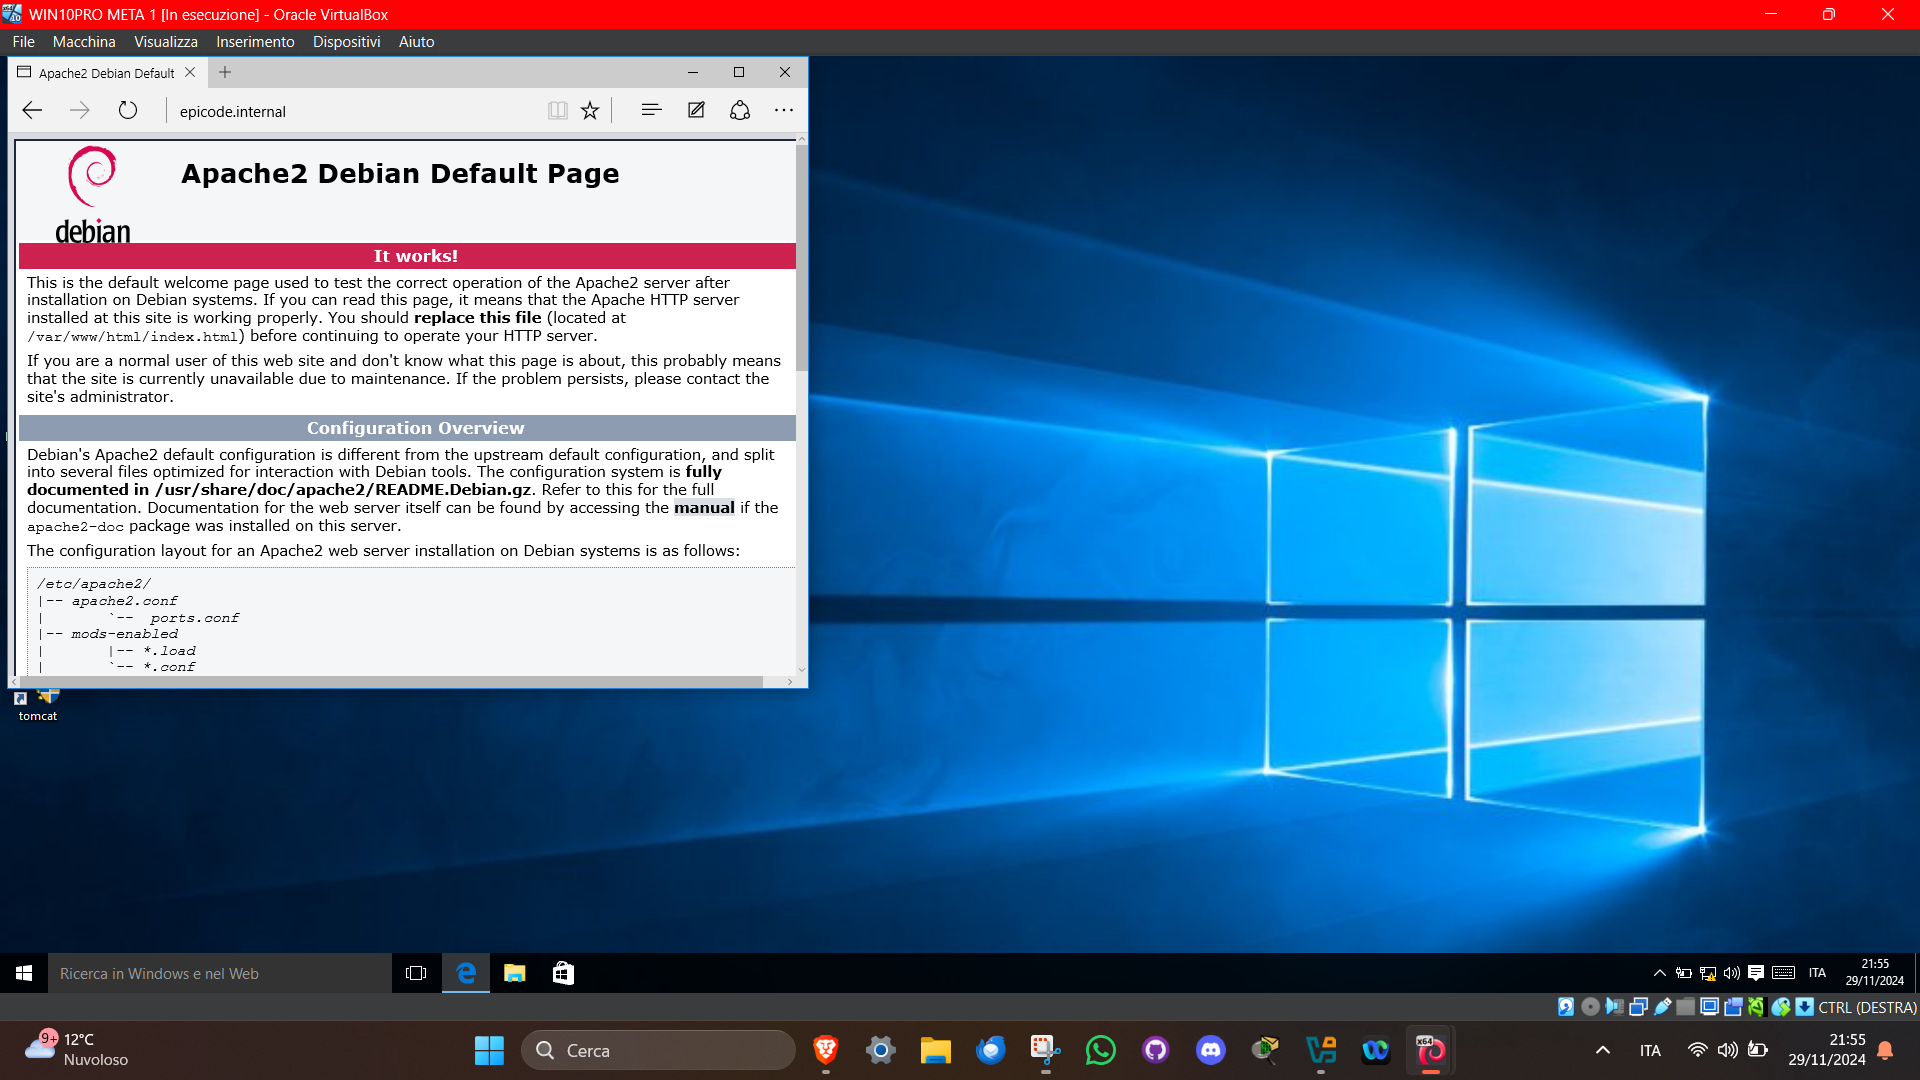 WIN10PRO META 1 [In esecuzione] - Oracle VirtualBox
File Macchina Visualizza Inserimento Dispositivi Aiuto
Apache2 Debian Default
epicode.internal
debian
Apache2 Debian Default Page
It works!
This is the default welcome page used to test the correct operation of the Apache2 server after
installation on Debian systems. If you can read this page, it means that the Apache HTTP server
installed at this site is working properly. You should replace this file (located at
/var/www/html/index.html) before continuing to operate your HTTP server.
If you are a normal user of this web site and don't know what this page is about, this probably means
that the site is currently unavailable due to maintenance. If the problem persists, please contact the
site's administrator.
Configuration Overview
Debian's Apache2 default configuration is different from the upstream default configuration, and split
into several files optimized for interaction with Debian tools. The configuration system is fully
documented in /usr/share/doc/apache2/README.Debian.gz. Refer to this for the full
documentation. Documentation for the web server itself can be found by accessing the manual if the
apache2-doc package was installed on this server.
The configuration layout for an Apache2 web server installation on Debian systems is as follows:
/etc/apache2/
|-- apache2.conf
|       `--  ports.conf
|-- mods-enabled
|       |-- *.load
|       `-- *.conf
tomcat
Ricerca in Windows e nel Web
ITA
21:55
29/11/2024
CTRL (DESTRA)
9+
12°C
Nuvoloso
Cerca
x64
ITA
21:55
29/11/2024